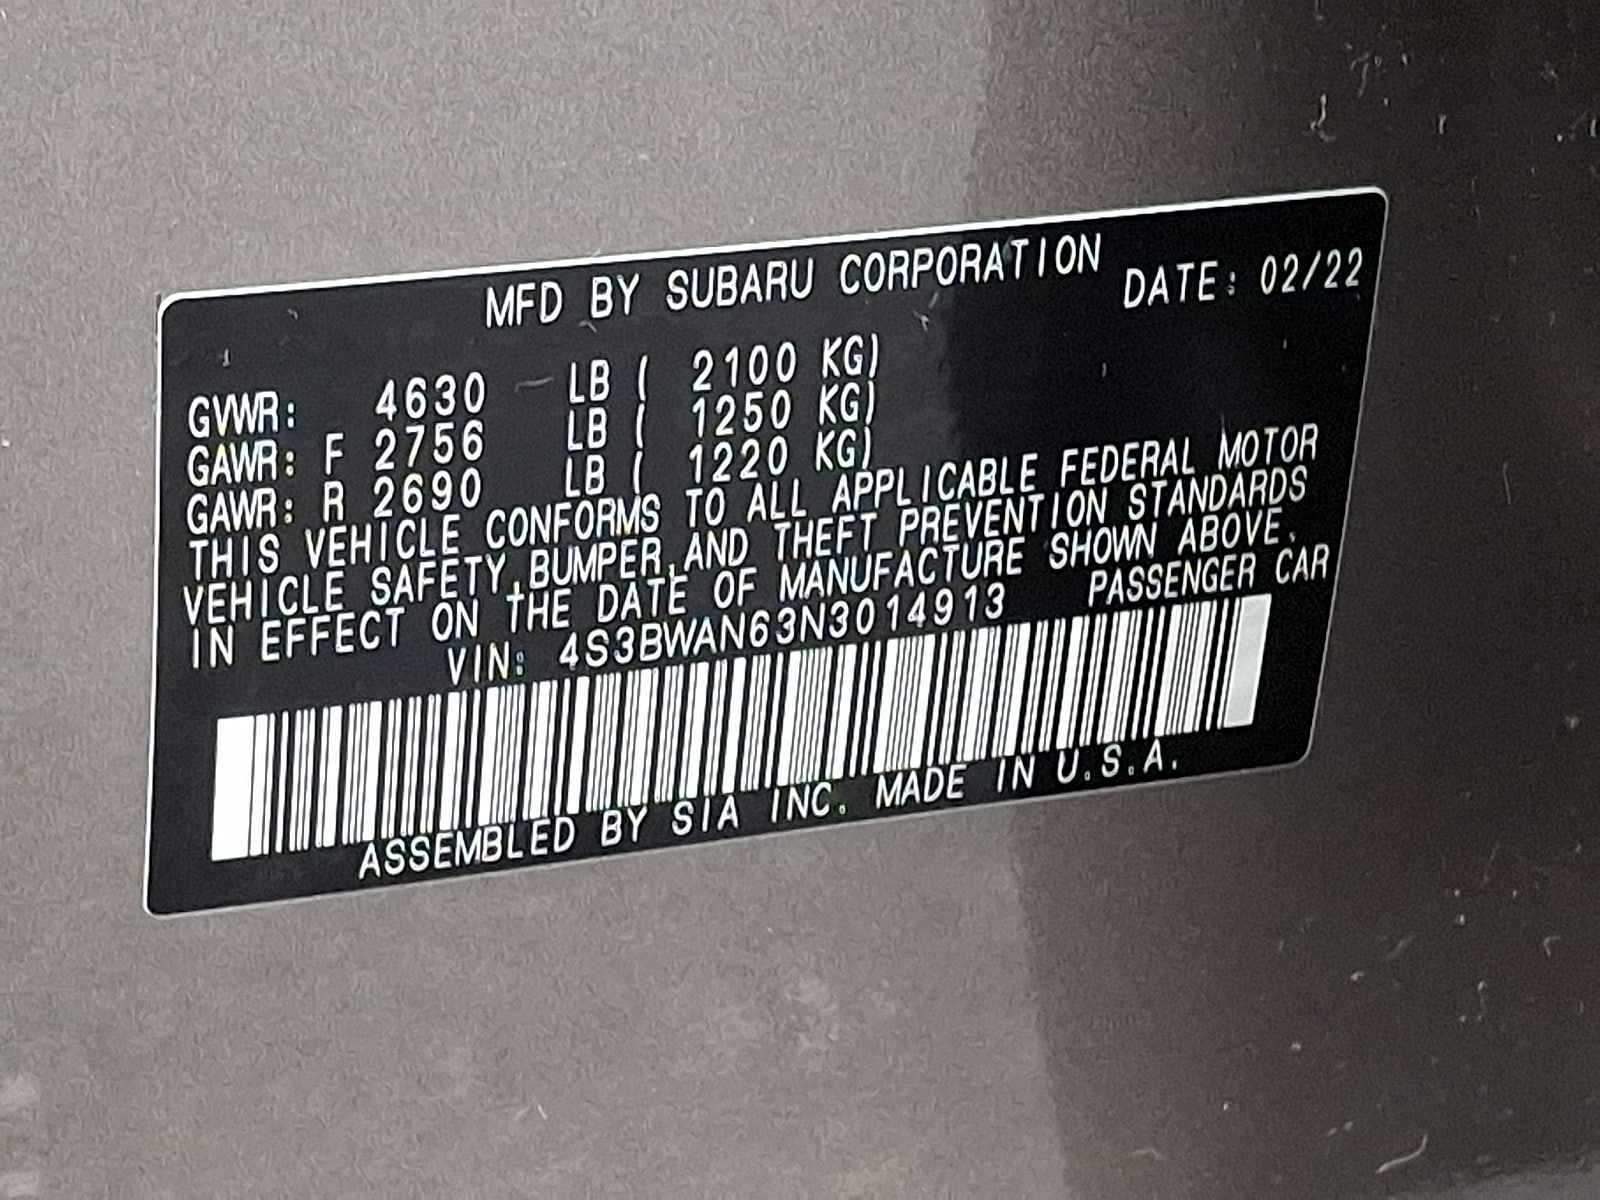 MFD BY SUBARU CORPORATION DATE: 02/22
GVWR: 4630 LB ( 2100 KG)
GAWR: F 2756 LB ( 1250 KG)
GAWR: R 2690 LB ( 1220 KG)
THIS VEHICLE CONFORMS TO ALL APPLICABLE FEDERAL MOTOR
VEHICLE SAFETY,BUMPER,AND THEFT PREVENTION STANDARDS
IN EFFECT ON THE DATE OF MANUFACTURE SHOWN ABOVE.
VIN: 4S3BWAN63N3014913 PASSENGER CAR
ASSEMBLED BY SIA INC. MADE IN U.S.A.